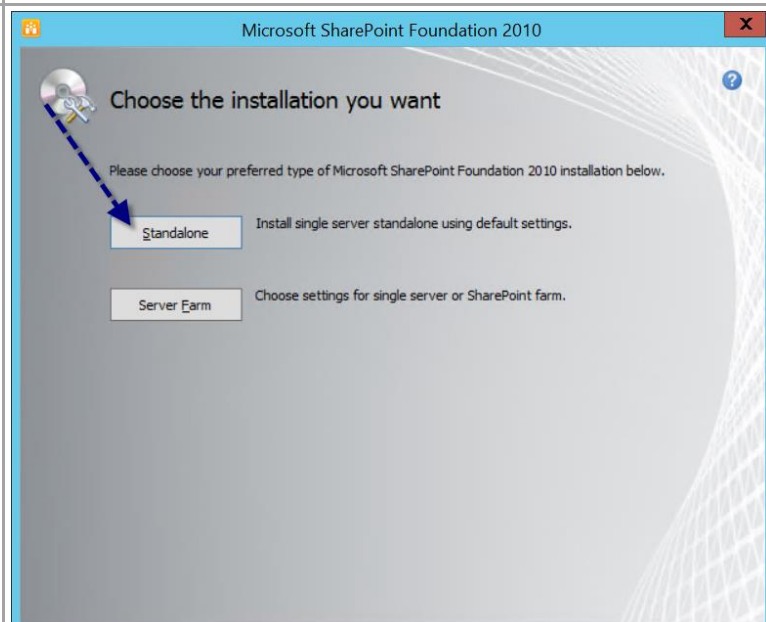 Microsoft SharePoint Foundation 2010
X
?
Choose the installation you want
Please choose your preferred type of Microsoft SharePoint Foundation 2010 installation below.
Standalone
Install single server standalone using default settings.
Server Farm
Choose settings for single server or SharePoint farm.